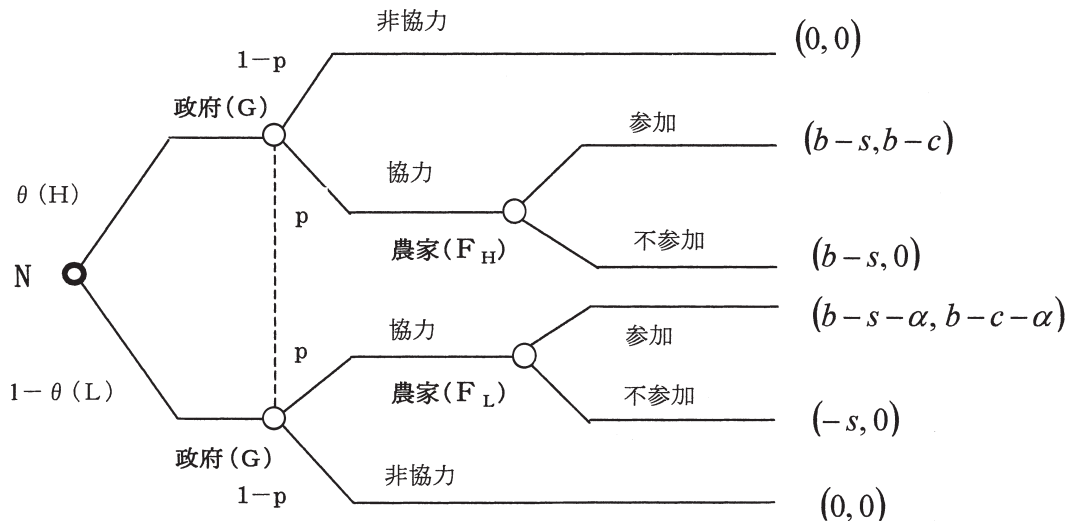 非協力
(0, 0)
1-p
政府(G)
参加
(b-s, b-c)
協力
θ (H)
p
農家(F_H)
不参加
(b-s, 0)
N
(b-s-α, b-c-α)
協力
参加
p
1-θ (L)
農家(F_L)
不参加
(-s, 0)
政府(G)
非協力
1-p
(0, 0)